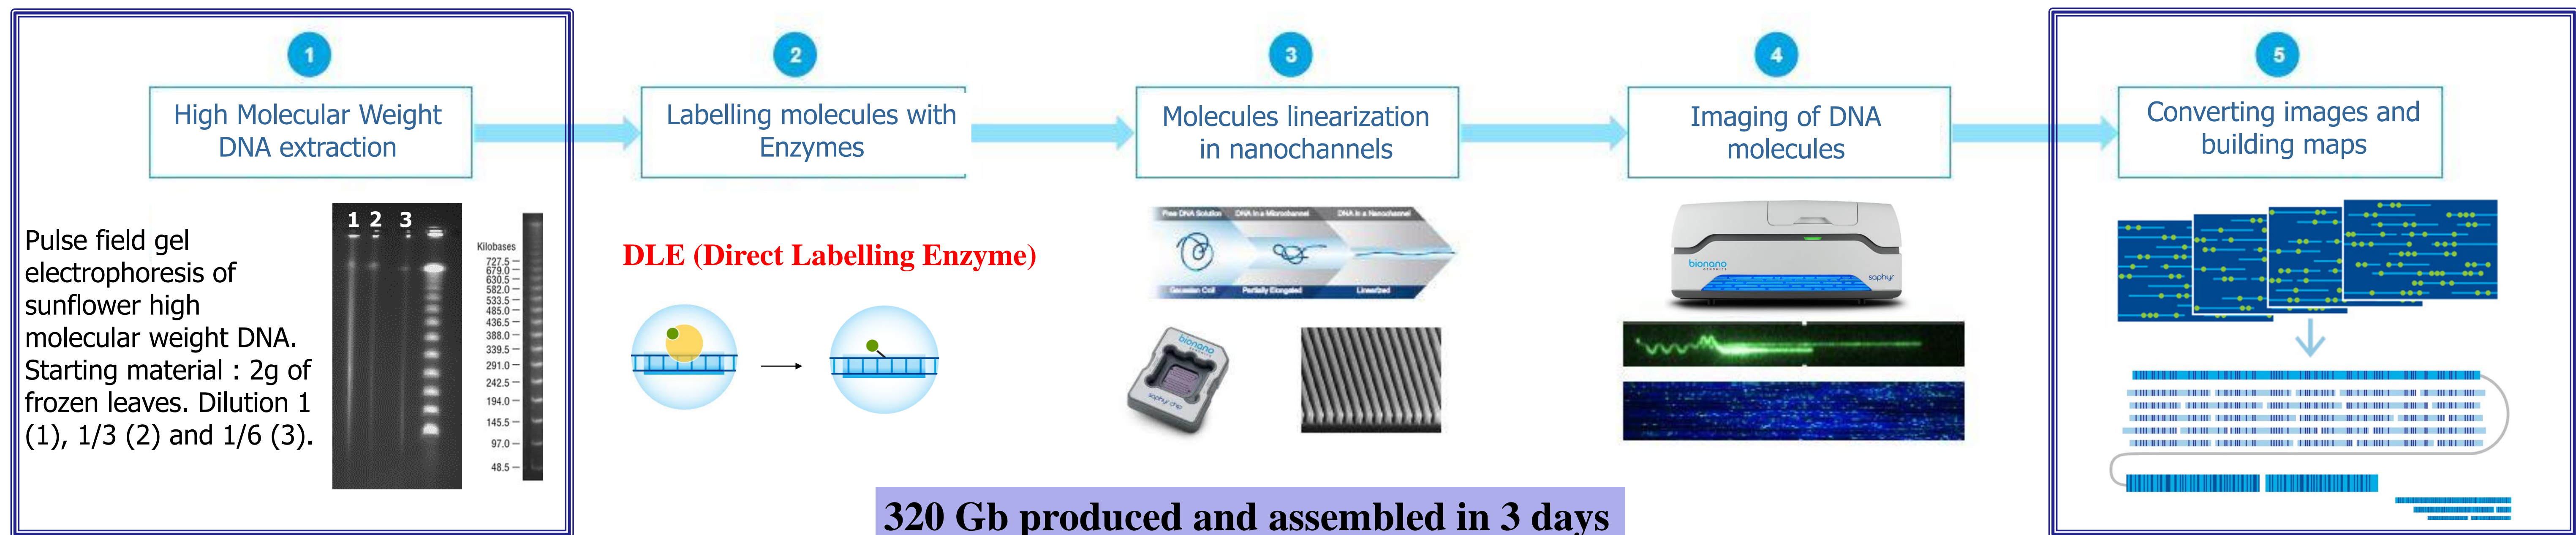 1
High Molecular Weight
DNA extraction
Pulse field gel
electrophoresis of
sunflower high
molecular weight DNA.
Starting material : 2g of
frozen leaves. Dilution 1
(1), 1/3 (2) and 1/6 (3).
1 2 3
Kilobases
727.5
679.0
630.5
582.0
533.5
485.0
436.5
388.0
339.5
291.0
242.5
194.0
145.5
97.0
48.5
2
Labelling molecules with
Enzymes
DLE (Direct Labelling Enzyme)
3
Molecules linearization
in nanochannels
Free DNA Solution DNA in a Microchannel DNA in a Nanochannel
Gaussian Coil Partially Elongated Linearized
bionano
GENOMICS
saphyr chip
4
Imaging of DNA
molecules
bionano
GENOMICS
saphyr
5
Converting images and
building maps
320 Gb produced and assembled in 3 days